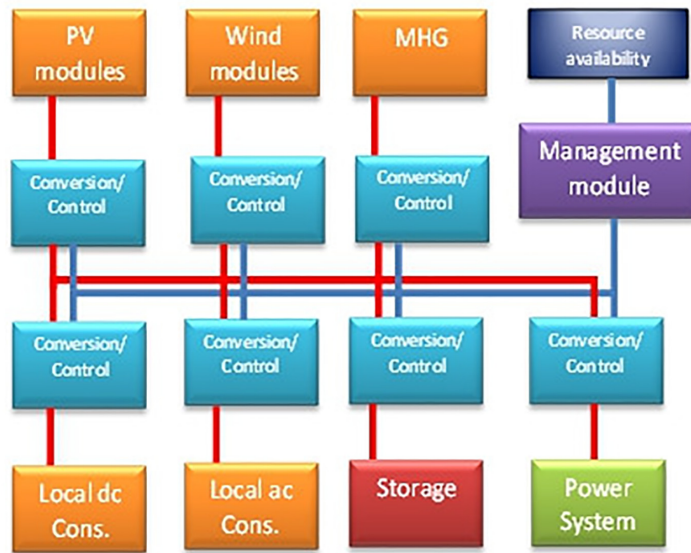 PV
modules
Wind
modules
MHG
Resource
availability
Management
module
Conversion/
Control
Conversion/
Control
Conversion/
Control
Conversion/
Control
Conversion/
Control
Conversion/
Control
Conversion/
Control
Local dc
Cons.
Local ac
Cons.
Storage
Power
System